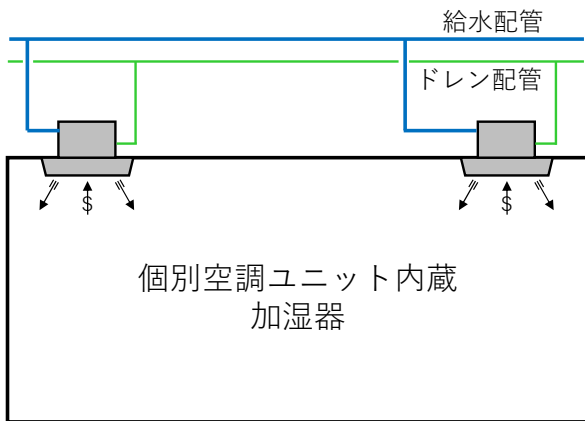 給水配管
ドレン配管
$
$
個別空調ユニット内蔵
加湿器